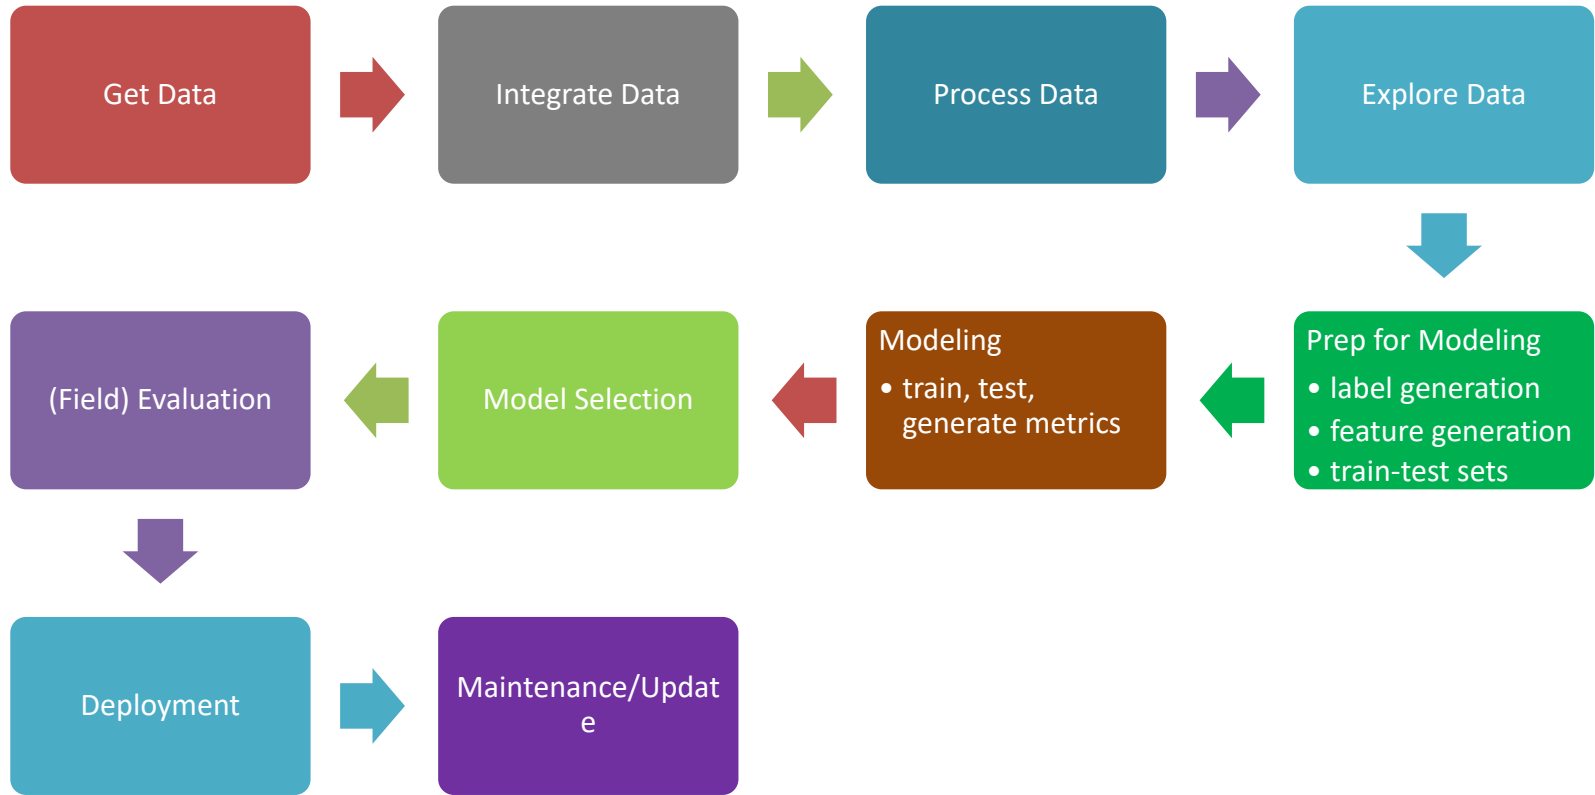 Get Data
Integrate Data
Process Data
Explore Data
Prep for Modeling
• label generation
• feature generation
• train-test sets
Modeling
• train, test,
generate metrics
Model Selection
(Field) Evaluation
Deployment
Maintenance/Updat
e